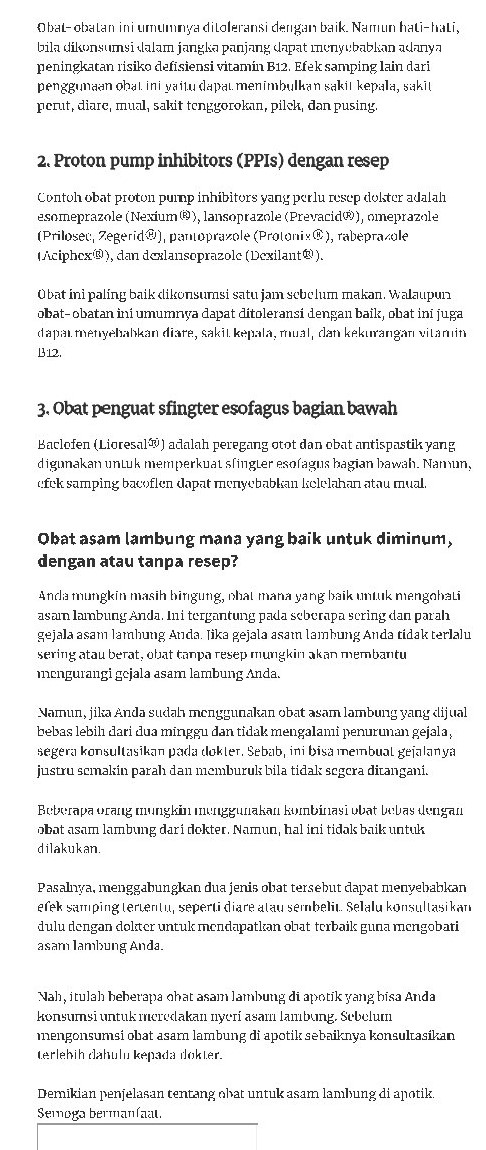 Obat-obatan ini umumnya ditoleransi dengan baik. Namun hati-hati,
bila dikonsumsi dalam jangka panjang dapat menyebabkan adanya
peningkatan risiko defisiensi vitamin B12. Efek samping lain dari
penggunaan obat ini yaitu dapat menimbulkan sakit kepala, sakit
perut, diare, mual, sakit tenggorokan, pilek, dan pusing.
2. Proton pump inhibitors (PPIs) dengan resep
Contoh obat proton pump inhibitors yang perlu resep dokter adalah
esomeprazole (Nexium®), lansoprazole (Prevacid®), omeprazole
(Prilosec, Zegerid®), pantoprazole (Protonix®), rabeprazole
(Aciphex®), dan dexlansoprazole (Dexilant®).
Obat ini paling baik dikonsumsi satu jam sebelum makan. Walaupun
obat-obatan ini umumnya dapat ditoleransi dengan baik, obat ini juga
dapat menyebabkan diare, sakit kepala, mual, dan kekurangan vitamin
B12.
3. Obat penguat sfingter esofagus bagian bawah
Baclofen (Lioresal®) adalah peregang otot dan obat antispastik yang
digunakan untuk memperkuat sfingter esofagus bagian bawah. Namun,
efek samping bacoflen dapat menyebabkan kelelahan atau mual.
Obat asam lambung mana yang baik untuk diminum,
dengan atau tanpa resep?
Anda mungkin masih bingung, obat mana yang baik untuk mengobati
asam lambung Anda. Ini tergantung pada seberapa sering dan parah
gejala asam lambung Anda. Jika gejala asam lambung Anda tidak terlalu
sering atau berat, obat tanpa resep mungkin akan membantu
mengurangi gejala asam lambung Anda.
Namun, jika Anda sudah menggunakan obat asam lambung yang dijual
bebas lebih dari dua minggu dan tidak mengalami penurunan gejala,
segera konsultasikan pada dokter. Sebab, ini bisa membuat gejalanya
justru semakin parah dan memburuk bila tidak segera ditangani.
Beberapa orang mungkin menggunakan kombinasi obat bebas dengan
obat asam lambung dari dokter. Namun, hal ini tidak baik untuk
dilakukan.
Pasalnya, menggabungkan dua jenis obat tersebut dapat menyebabkan
efek samping tertentu, seperti diare atau sembelit. Selalu konsultasikan
dulu dengan dokter untuk mendapatkan obat terbaik guna mengobati
asam lambung Anda.
Nah, itulah beberapa obat asam lambung di apotik yang bisa Anda
konsumsi untuk meredakan nyeri asam lambung. Sebelum
mengonsumsi obat asam lambung di apotik sebaiknya konsultasikan
terlebih dahulu kepada dokter.
Demikian penjelasan tentang obat untuk asam lambung di apotik.
Semoga bermanfaat.